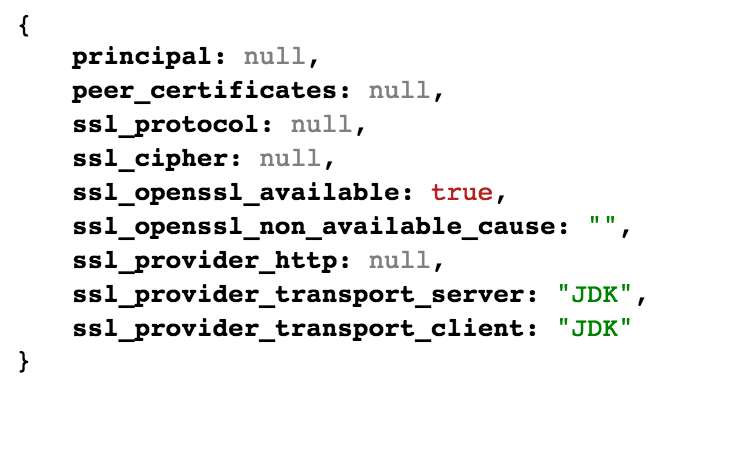 {
    principal: null,
    peer_certificates: null,
    ssl_protocol: null,
    ssl_cipher: null,
    ssl_openssl_available: true,
    ssl_openssl_non_available_cause: "",
    ssl_provider_http: null,
    ssl_provider_transport_server: "JDK",
    ssl_provider_transport_client: "JDK"
}